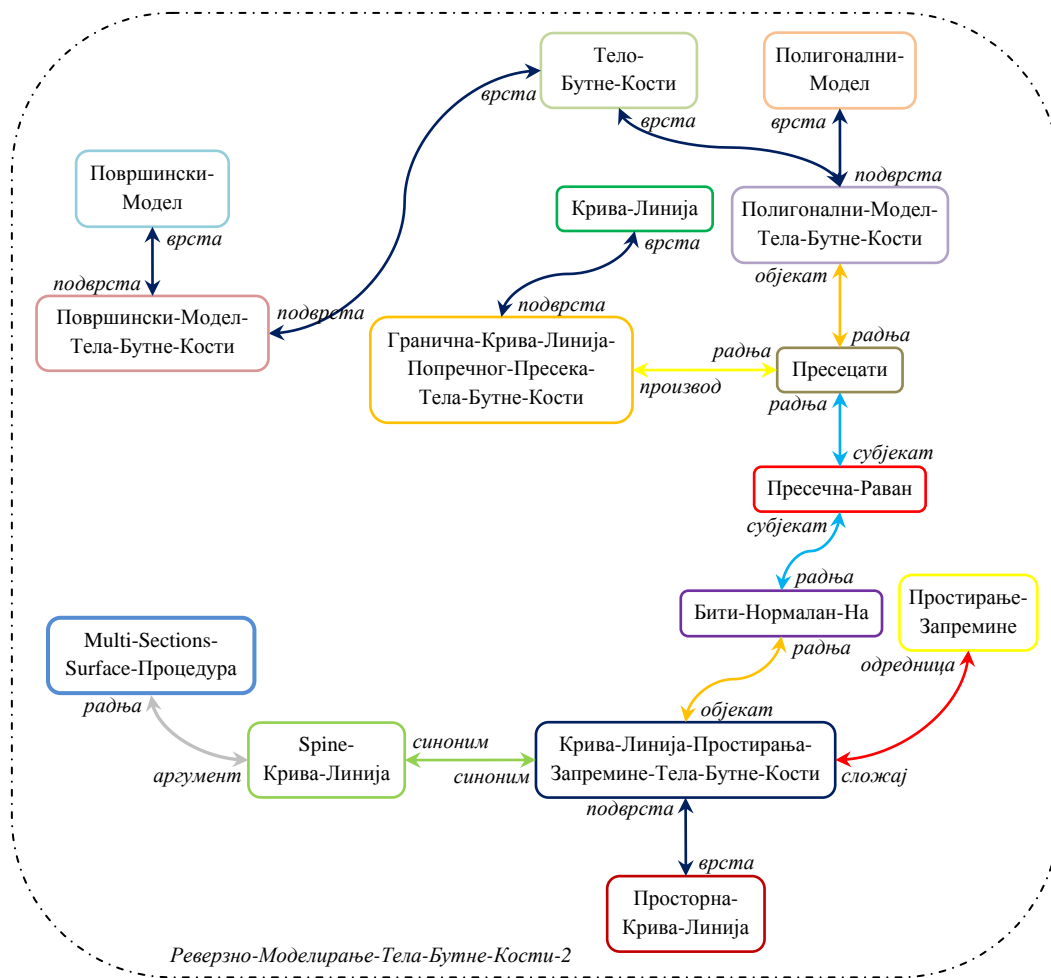 Тело-
Бутне-Кости
Полигонални-
Модел
врста
врста
врста
Површински-
Модел
врста
подврста
Крива-Линија
врста
Полигонални-Модел-
Тела-Бутне-Кости
објекат
подврста
Површински-Модел-
Тела-Бутне-Кости
подврста
подврста
Гранична-Крива-Линија-
Попречног-Пресека-
Тела-Бутне-Кости
радња
производ
радња
Пресецати
радња
субјекат
Пресечна-Раван
субјекат
радња
Бити-Нормалан-На
радња
Простирање-
Запремине
одредница
Multi-Sections-
Surface-Процедура
радња
аргумент
Spine-
Крива-Линија
синоним
синоним
објекат
Крива-Линија-Простирања-
Запремине-Тела-Бутне-Кости
сложај
подврста
врста
Просторна-
Крива-Линија
Реверзно-Моделирање-Тела-Бутне-Кости-2